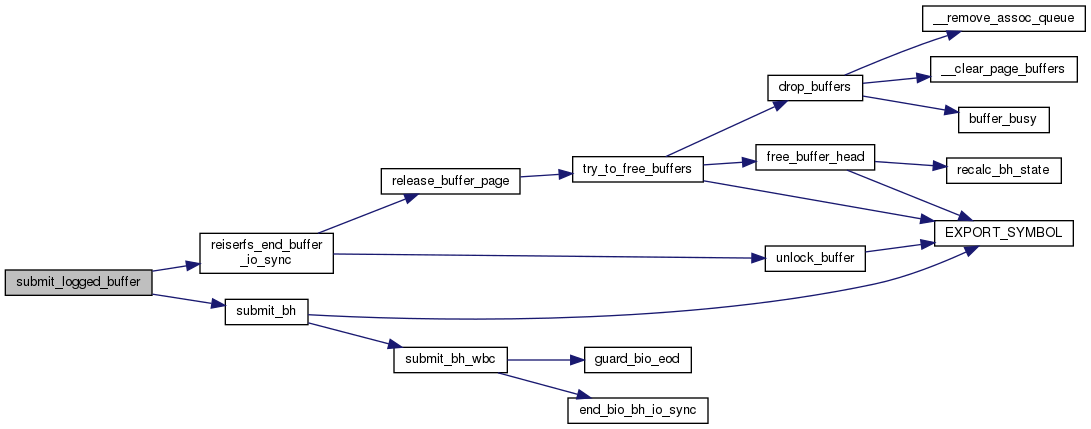 __remove_assoc_queue
__clear_page_buffers
drop_buffers
buffer_busy
free_buffer_head
try_to_free_buffers
recalc_bh_state
release_buffer_page
EXPORT_SYMBOL
reiserfs_end_buffer
_io_sync
unlock_buffer
submit_logged_buffer
submit_bh
submit_bh_wbc
guard_bio_eod
end_bio_bh_io_sync